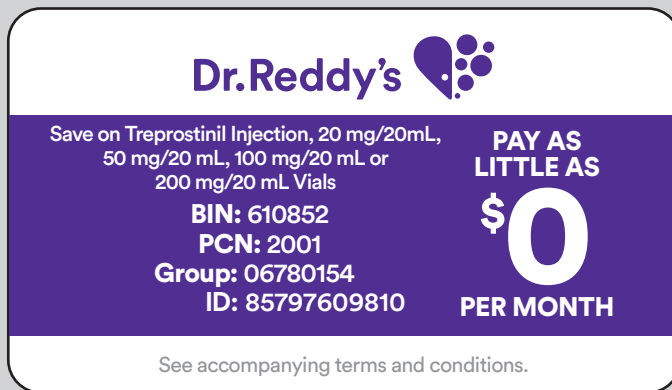 Dr.Reddy's
Save on Treprostinil Injection, 20 mg/20mL,
50 mg/20 mL, 100 mg/20 mL or
200 mg/20 mL Vials
BIN: 610852
PCN: 2001
Group: 06780154
ID: 85797609810
PAY AS
LITTLE AS
$0
PER MONTH
See accompanying terms and conditions.